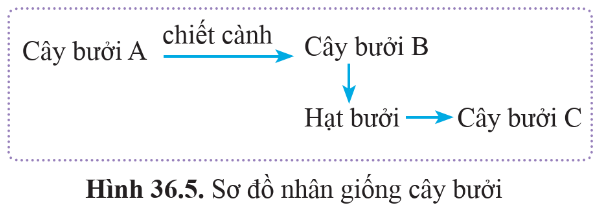 Cây bưởi A
chiết cành
Cây bưởi B
Hạt bưởi
Cây bưởi C
Hình 36.5. Sơ đồ nhân giống cây bưởi